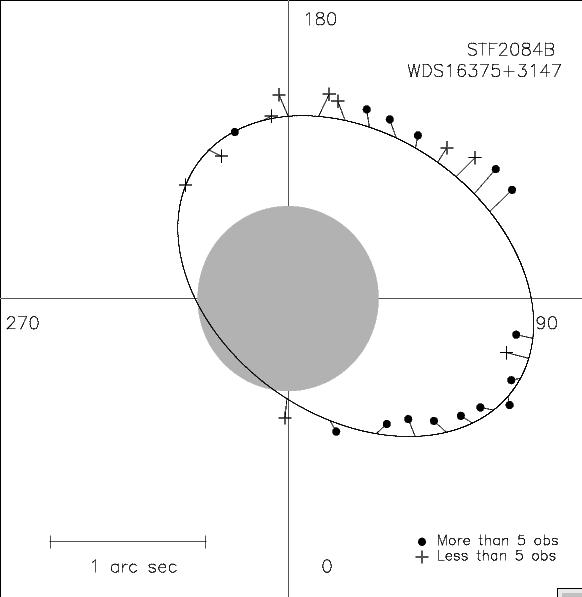 180
STF2084B
WDS16375+3147
270
90
More than 5 obs
Less than 5 obs
1 arc sec
0